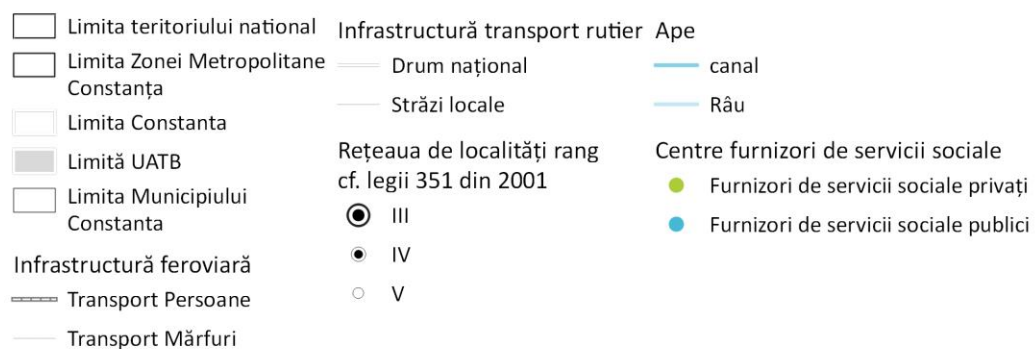 Limita teritoriului național
Limita Zonei Metropolitane
Constanța
Limita Constanta
Limită UATB
Limita Municipiului
Constanta
Infrastructură feroviară
Transport Persoane
Transport Mărfuri
Infrastructură transport rutier
Drum național
Străzi locale
Rețeaua de localități rang
cf. legii 351 din 2001
III
IV
V
Ape
canal
Râu
Centre furnizori de servicii sociale
Furnizori de servicii sociale privați
Furnizori de servicii sociale publici